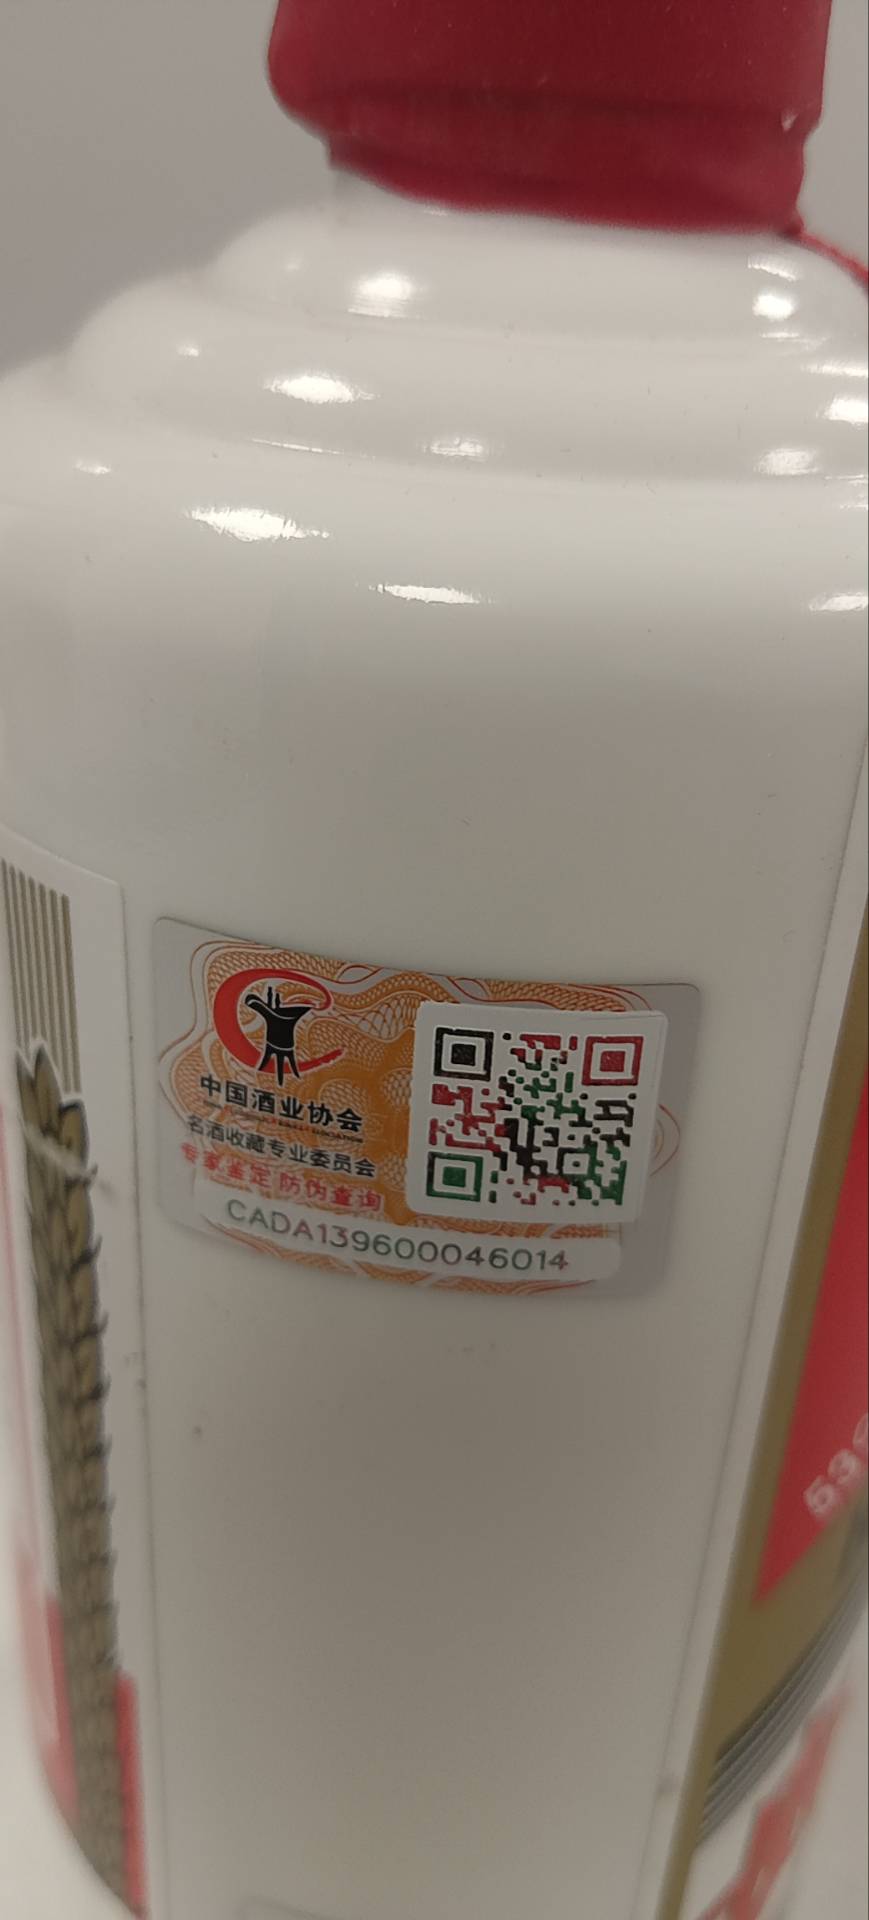 中国酒业协会
名酒收藏专业委员会
专家鉴定 防伪查询
CADA139600046014
53